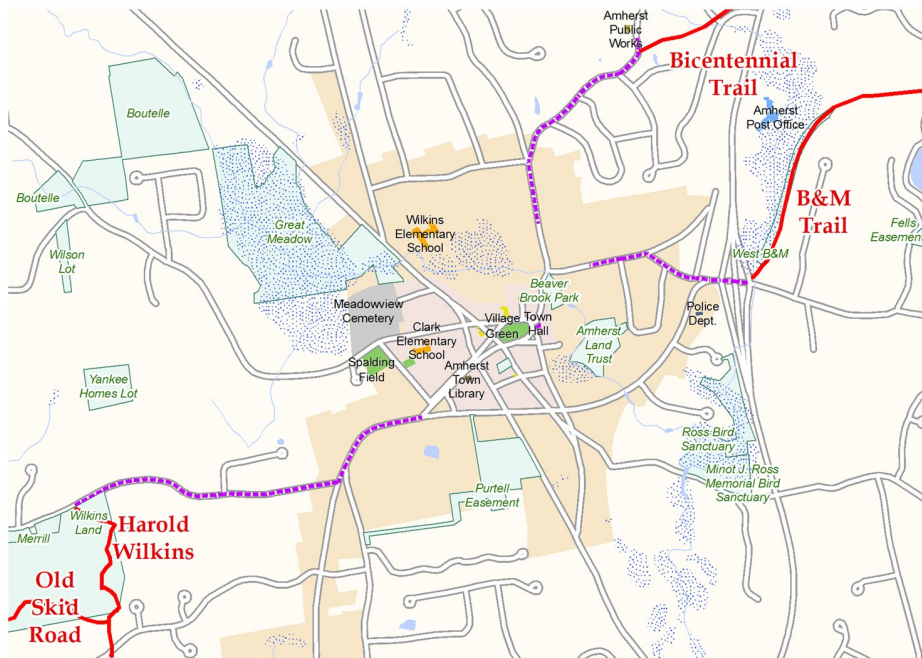 Amherst
Public
Works
Bicentennial
Trail
Boutelle
Amherst
Post Office
B&M
Trail
Boutelle
Great
Meadow
Wilkins
Elementary
School
Fells
Easement
Wilson
Lot
West B&M
Beaver
Brook Park
Meadowview
Cemetery
Police
Dept.
Village
Green
Town
Hall
Clark
Elementary
School
Amherst
Land
Trust
Spalding
Field
Amherst
Town
Library
Yankee
Homes Lot
Ross Bird
Sanctuary
Minot J. Ross
Memorial Bird
Sanctuary
Purtell
Easement
Wilkins
Land
Harold
Wilkins
Merrill
Old
Skid
Road